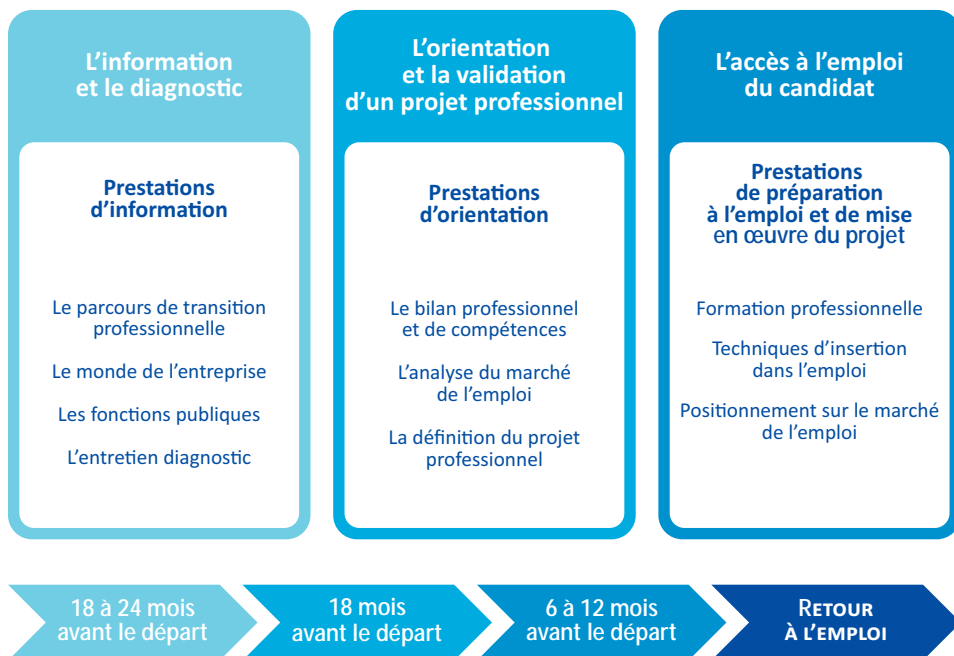 L'information
et le diagnostic
Prestations
d'information
Le parcours de transition
professionnelle
Le monde de l'entreprise
Les fonctions publiques
L'entretien diagnostic
L'orientation
et la validation
d'un projet professionnel
Prestations
d'orientation
Le bilan professionnel
et de compétences
L'analyse du marché
de l'emploi
La définition du projet
professionnel
L'accès à l'emploi
du candidat
Prestations
de préparation
à l'emploi et de mise
en œuvre du projet
Formation professionnelle
Techniques d'insertion
dans l'emploi
Positionnement sur le marché
de l'emploi
18 à 24 mois
avant le départ
18 mois
avant le départ
6 à 12 mois
avant le départ
RETOUR
À L'EMPLOI